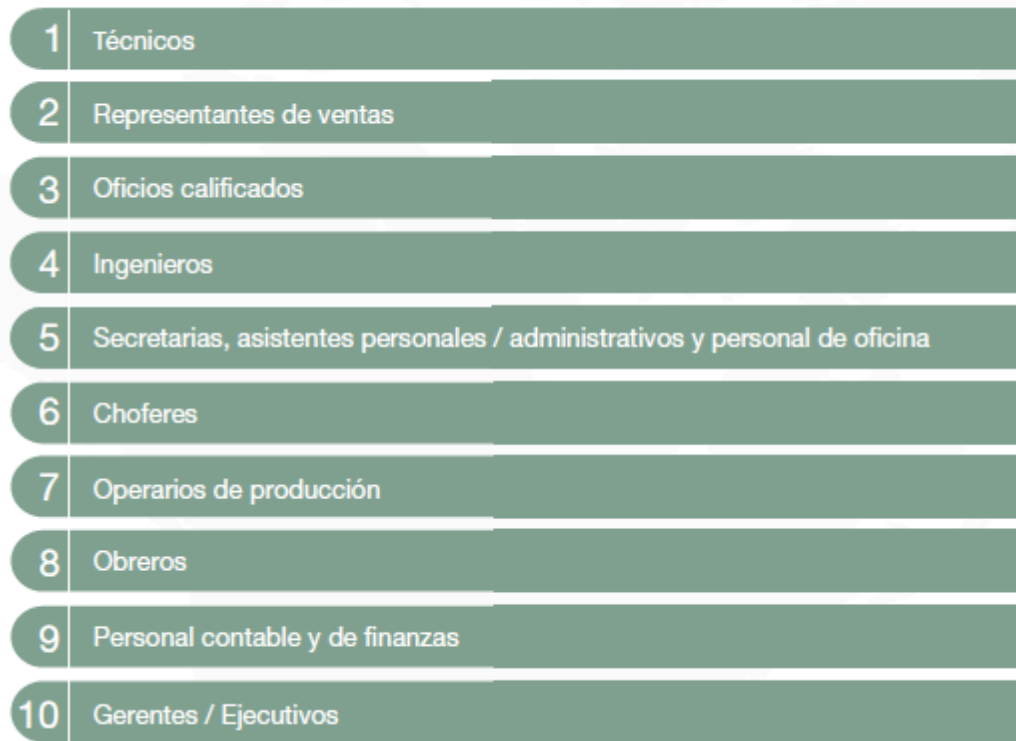 1 Técnicos
2 Representantes de ventas
3 Oficios calificados
4 Ingenieros
5 Secretarias, asistentes personales / administrativos y personal de oficina
6 Choferes
7 Operarios de producción
8 Obreros
9 Personal contable y de finanzas
10 Gerentes / Ejecutivos